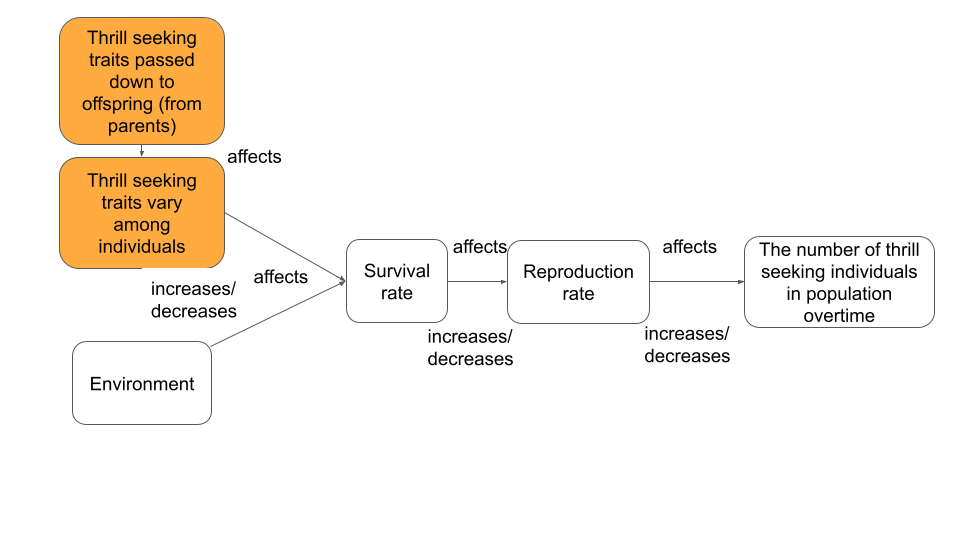 Thrill seeking
traits passed
down to
offspring (from
parents)
affects
Thrill seeking
traits vary
among
individuals
affects
increases/
decreases
Environment
Survival
rate
affects
increases/
decreases
Reproduction
rate
affects
increases/
decreases
The number of thrill
seeking individuals
in population
overtime